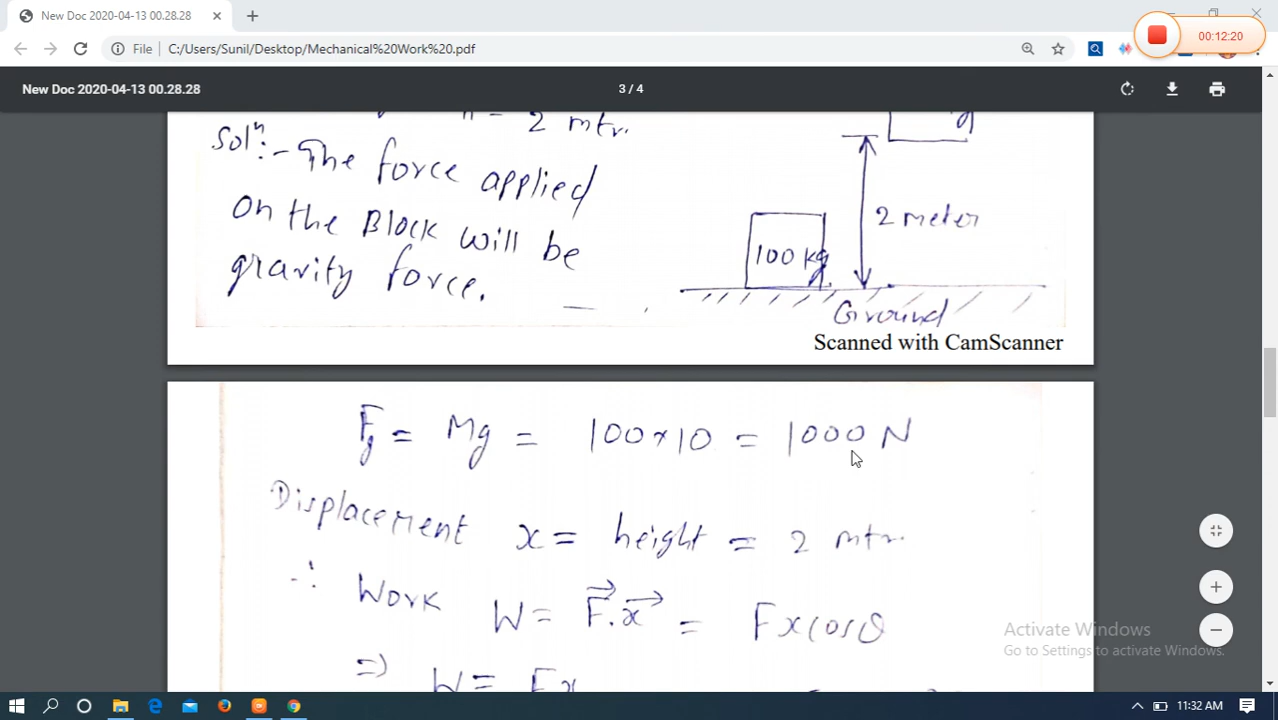 New Doc 2020-04-13 00.28.28
00:12:20
File
C:/Users/Sunil/Desktop/Mechanical%20Work%20.pdf
New Doc 2020-04-13 00.28.28
3 / 4
= 2 mtr.
Solⁿ:- The force applied
on the Block will be
gravity force.
2 meter
100 kg
Ground
Scanned with CamScanner
Fg = Mg = 100×10 = 1000 N
Displacement x = height = 2 mtr.
∴ Work W = F⃗.x⃗ = Fx cosθ
=) W = Fx
Activate Windows
Go to Settings to activate Windows.
11:32 AM